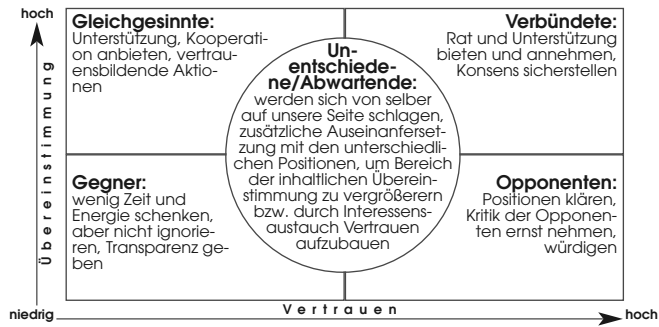 hoch
Gleichgesinnte:
Unterstützung, Kooperati-
on anbieten, vertrau-
ensbildende Aktio-
nen
Verbündete:
Rat und Unterstützung
bieten und annehmen,
Konsens sicherstellen
Un-
entschiede-
ne/Abwartende:
werden sich von selber
auf unsere Seite schlagen,
zusätzliche Auseinanferset-
zung mit den unterschiedli-
chen Positionen, um Bereich
der inhaltlichen Überein-
stimmung zu vergrößerern
bzw. durch Interessens-
austauch Vertrauen
aufzubauen
Gegner:
wenig Zeit und
Energie schenken,
aber nicht ignorie-
ren, Transparenz ge-
ben
Opponenten:
Positionen klären,
Kritik der Opponen-
ten ernst nehmen,
würdigen
Übereinstimmung
niedrig
Vertrauen
hoch